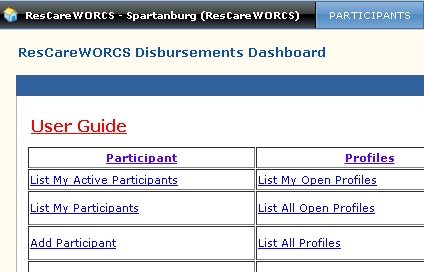 ResCareWORCS - Spartanburg (ResCareWORCS) PARTICIPANTS
ResCareWORCS Disbursements Dashboard
User Guide
Participant Profiles
List My Active Participants List My Open Profiles
List My Participants List All Open Profiles
Add Participant List All Profiles